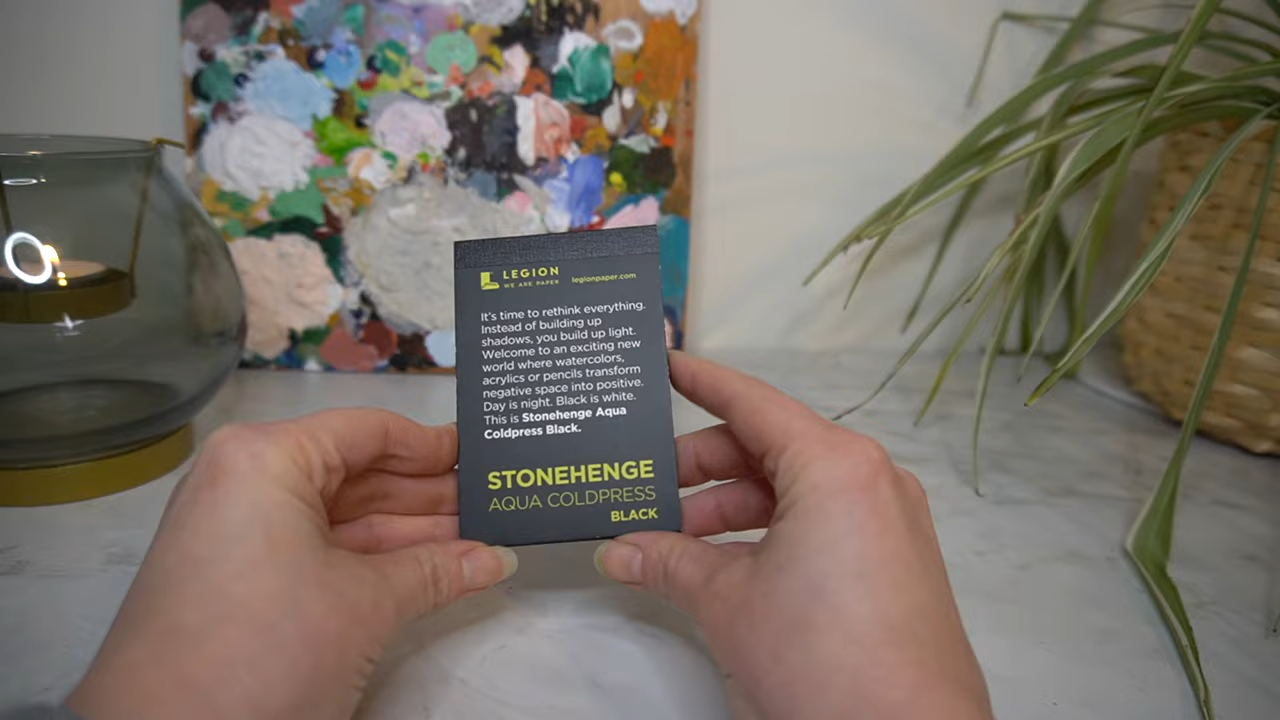 LEGION
WE ARE PAPER
legionpaper.com
It's time to rethink everything.
Instead of building up
shadows, you build up light.
Welcome to an exciting new
world where watercolors,
acrylics or pencils transform
negative space into positive.
Day is night. Black is white.
This is Stonehenge Aqua
Coldpress Black.
STONEHENGE
AQUA COLDPRESS
BLACK